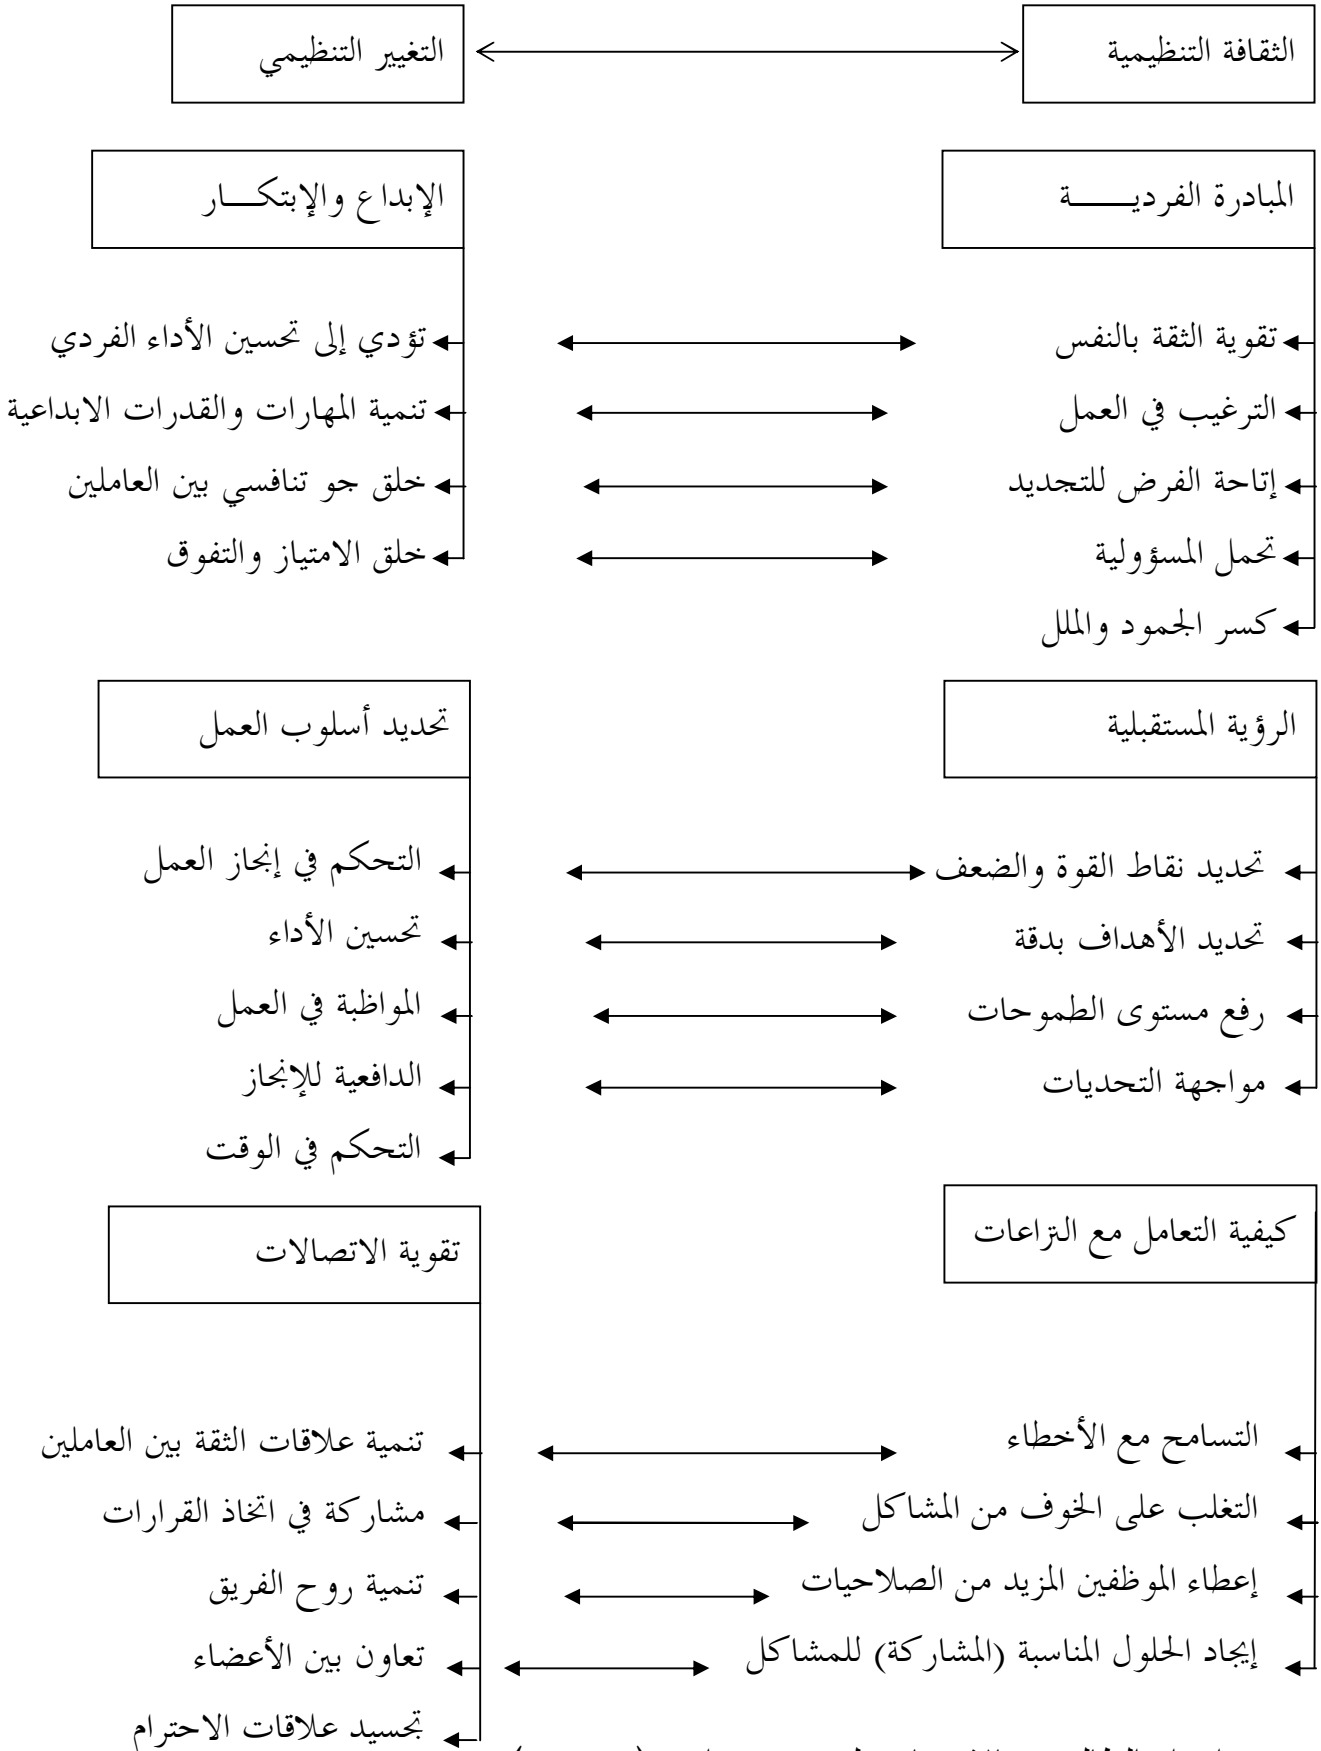 الثقافة التنظيمية
التغيير التنظيمي
المبادرة الفرديـــــــة
الإبداع والإبتكـــار
تقوية الثقة بالنفس
تؤدي إلى تحسين الأداء الفردي
الترغيب في العمل
تنمية المهارات والقدرات الابداعية
إتاحة الفرض للتجديد
خلق جو تنافسي بين العاملين
تحمل المسؤولية
خلق الامتياز والتفوق
كسر الجمود والملل
الرؤية المستقبلية
تحديد أسلوب العمل
تحديد نقاط القوة والضعف
التحكم في إنجاز العمل
تحديد الأهداف بدقة
تحسين الأداء
رفع مستوى الطموحات
المواظبة في العمل
مواجهة التحديات
الدافعية للإنجاز
التحكم في الوقت
كيفية التعامل مع النزاعات
تقوية الاتصالات
التسامح مع الأخطاء
تنمية علاقات الثقة بين العاملين
التغلب على الخوف من المشاكل
مشاركة في اتخاذ القرارات
إعطاء الموظفين المزيد من الصلاحيات
تنمية روح الفريق
إيجاد الحلول المناسبة (المشاركة) للمشاكل
تعاون بين الأعضاء
تجسيد علاقات الاحترام